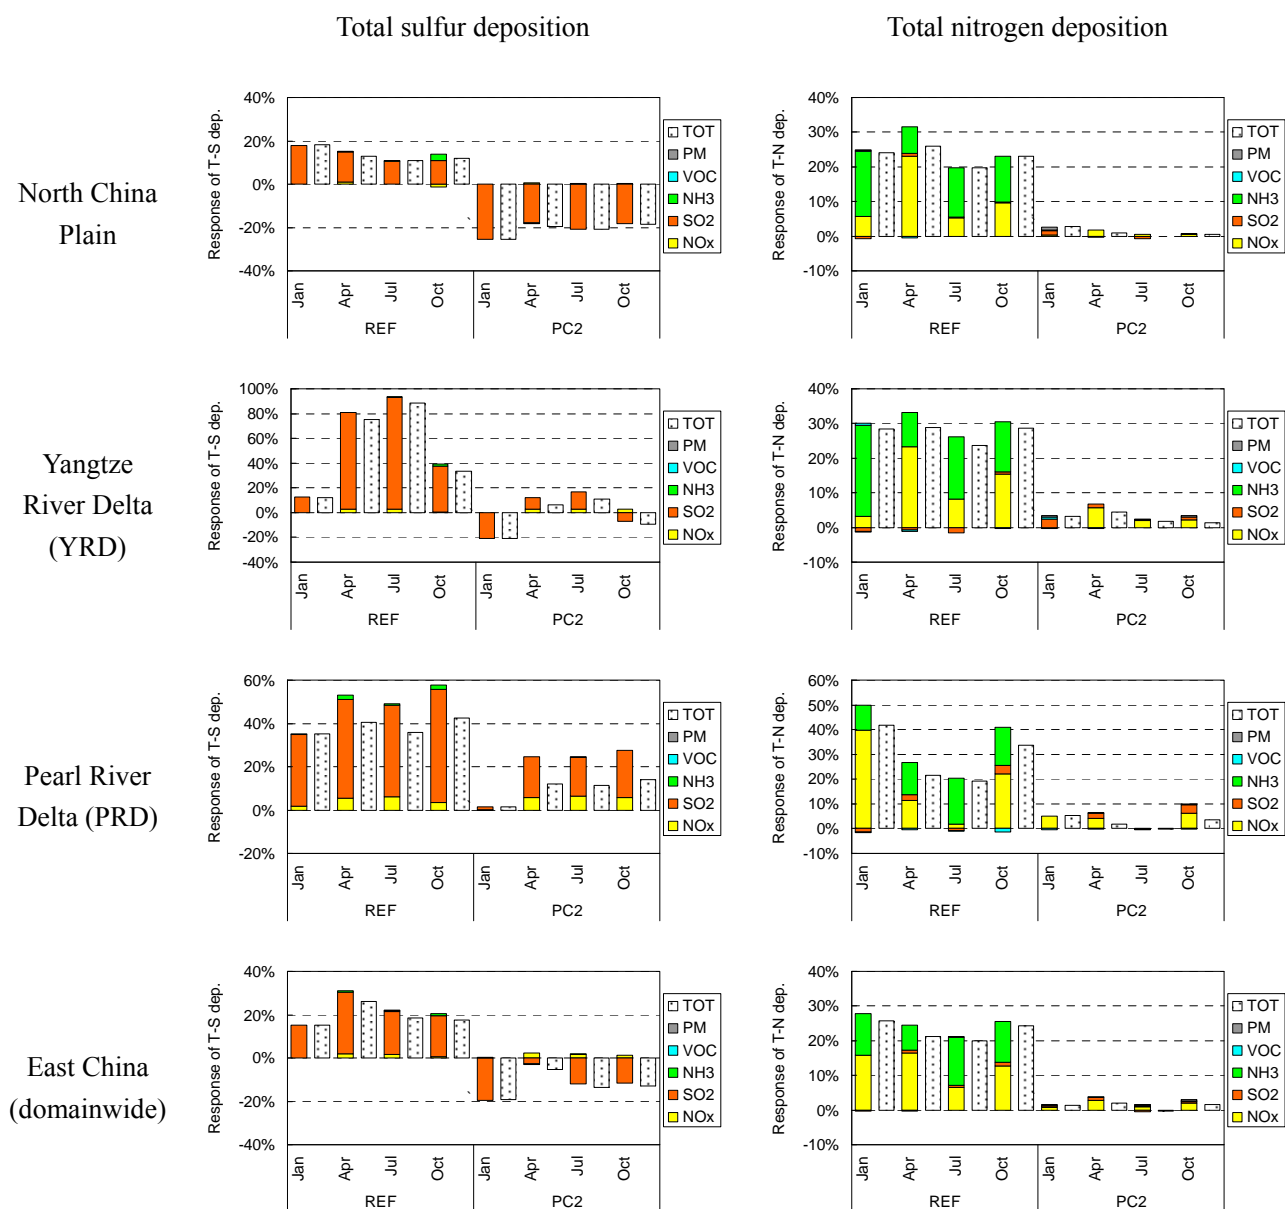 Total sulfur deposition
Total nitrogen deposition
North China
Plain
Response of T-S dep.
40%
20%
0%
-20%
-40%
Jan
Apr
Jul
Oct
Jan
Apr
Jul
Oct
REF
PC2
TOT
PM
VOC
NH3
SO2
NOx
Response of T-N dep.
40%
30%
20%
10%
0%
-10%
Jan
Apr
Jul
Oct
Jan
Apr
Jul
Oct
REF
PC2
TOT
PM
VOC
NH3
SO2
NOx
Yangtze
River Delta
(YRD)
Response of T-S dep.
100%
80%
60%
40%
20%
0%
-20%
-40%
Jan
Apr
Jul
Oct
Jan
Apr
Jul
Oct
REF
PC2
TOT
PM
VOC
NH3
SO2
NOx
Response of T-N dep.
40%
30%
20%
10%
0%
-10%
Jan
Apr
Jul
Oct
Jan
Apr
Jul
Oct
REF
PC2
TOT
PM
VOC
NH3
SO2
NOx
Pearl River
Delta (PRD)
Response of T-S dep.
60%
40%
20%
0%
-20%
Jan
Apr
Jul
Oct
Jan
Apr
Jul
Oct
REF
PC2
TOT
PM
VOC
NH3
SO2
NOx
Response of T-N dep.
60%
50%
40%
30%
20%
10%
0%
-10%
Jan
Apr
Jul
Oct
Jan
Apr
Jul
Oct
REF
PC2
TOT
PM
VOC
NH3
SO2
NOx
East China
(domainwide)
Response of T-S dep.
40%
20%
0%
-20%
-40%
Jan
Apr
Jul
Oct
Jan
Apr
Jul
Oct
REF
PC2
TOT
PM
VOC
NH3
SO2
NOx
Response of T-N dep.
40%
30%
20%
10%
0%
-10%
Jan
Apr
Jul
Oct
Jan
Apr
Jul
Oct
REF
PC2
TOT
PM
VOC
NH3
SO2
NOx